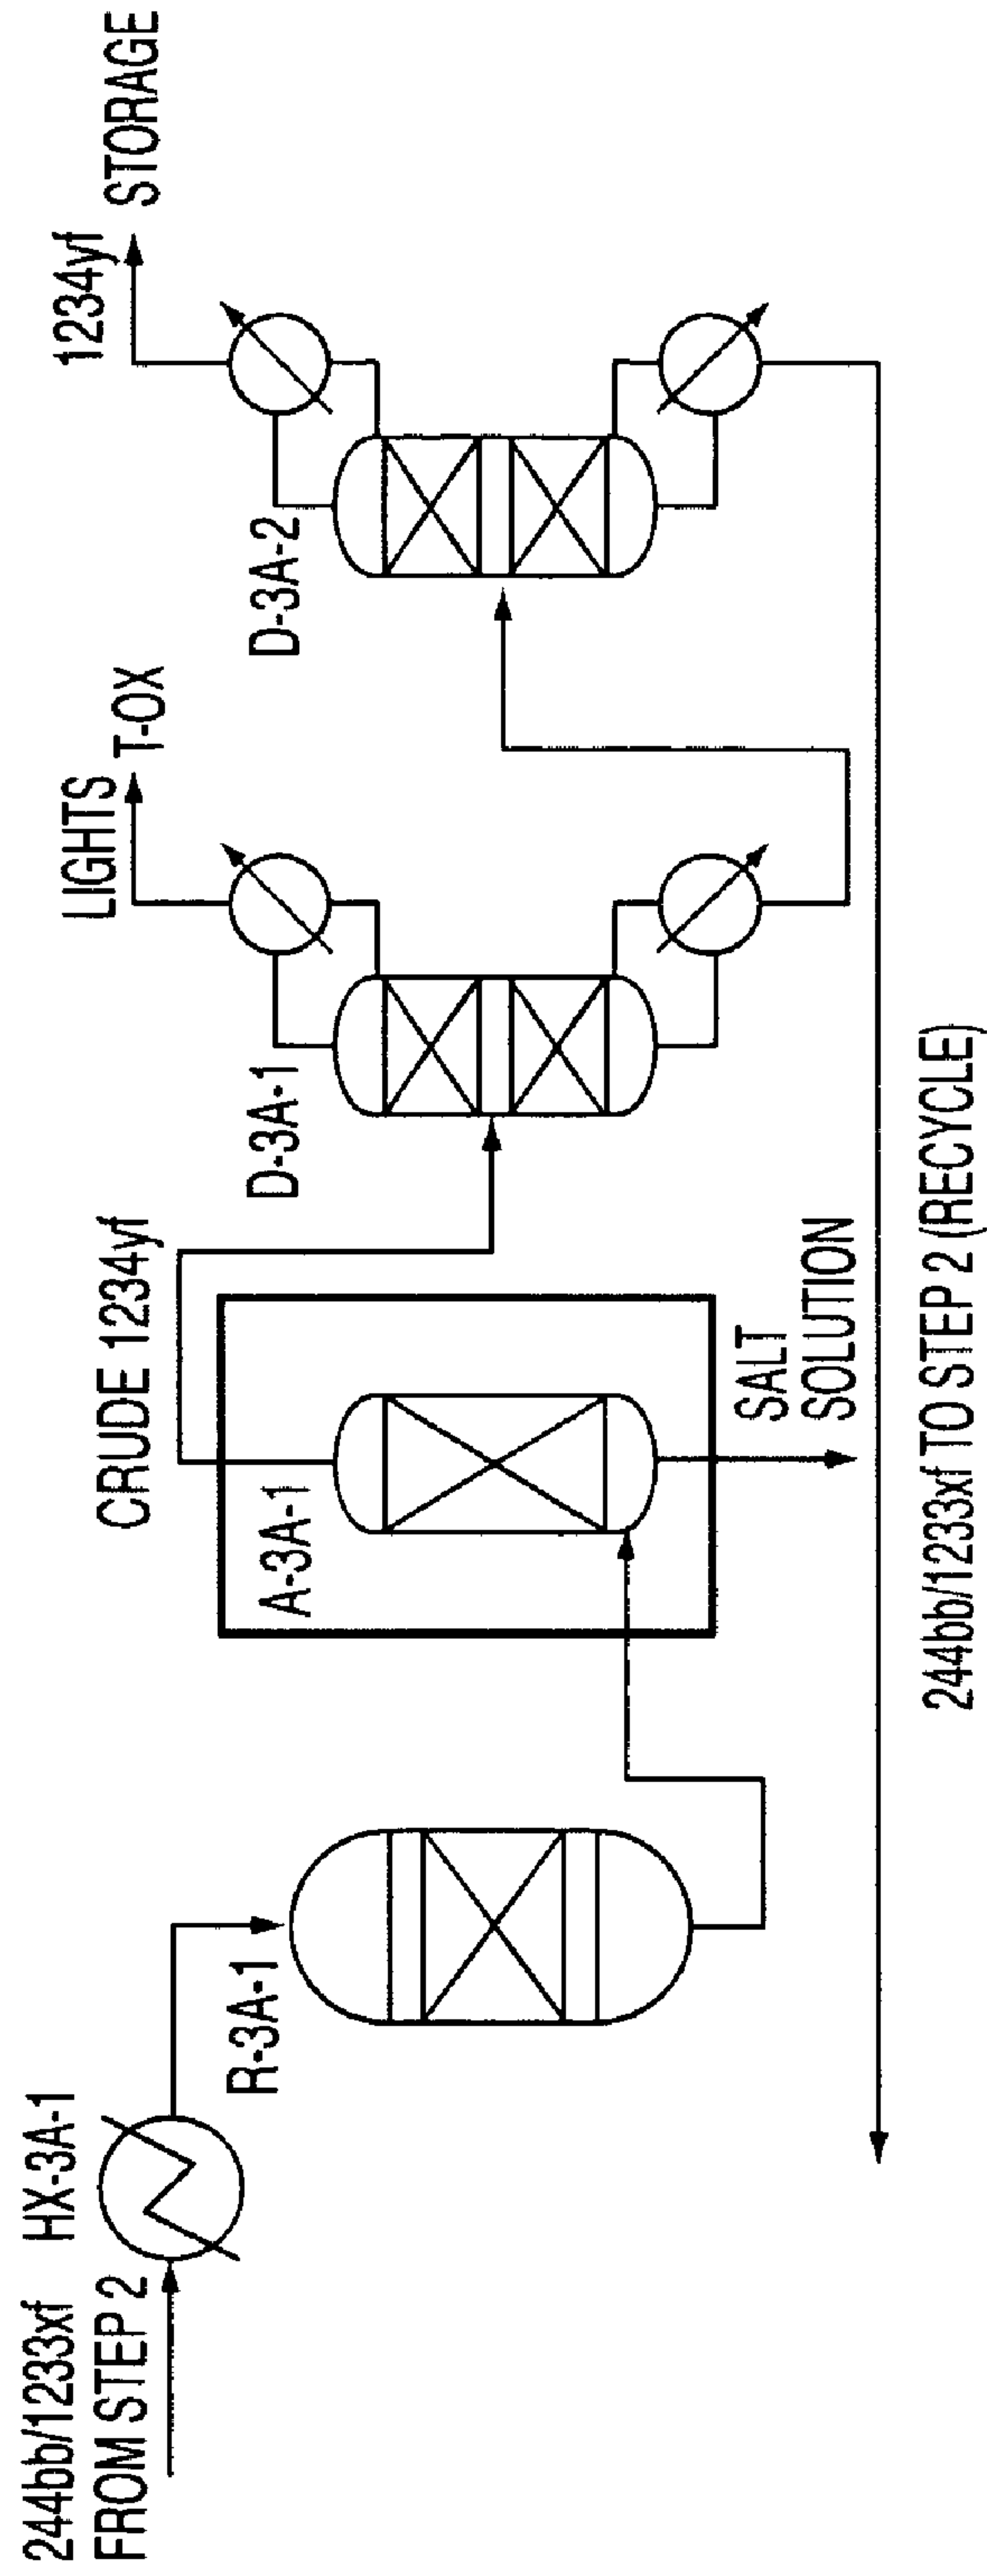 244bb/1233xf
FROM STEP 2
HX-3A-1
R-3A-1
A-3A-1
CRUDE 1234yf
SALT
SOLUTION
D-3A-1
LIGHTS
T-OX
D-3A-2
1234yf
STORAGE
244bb/1233xf TO STEP 2 (RECYCLE)